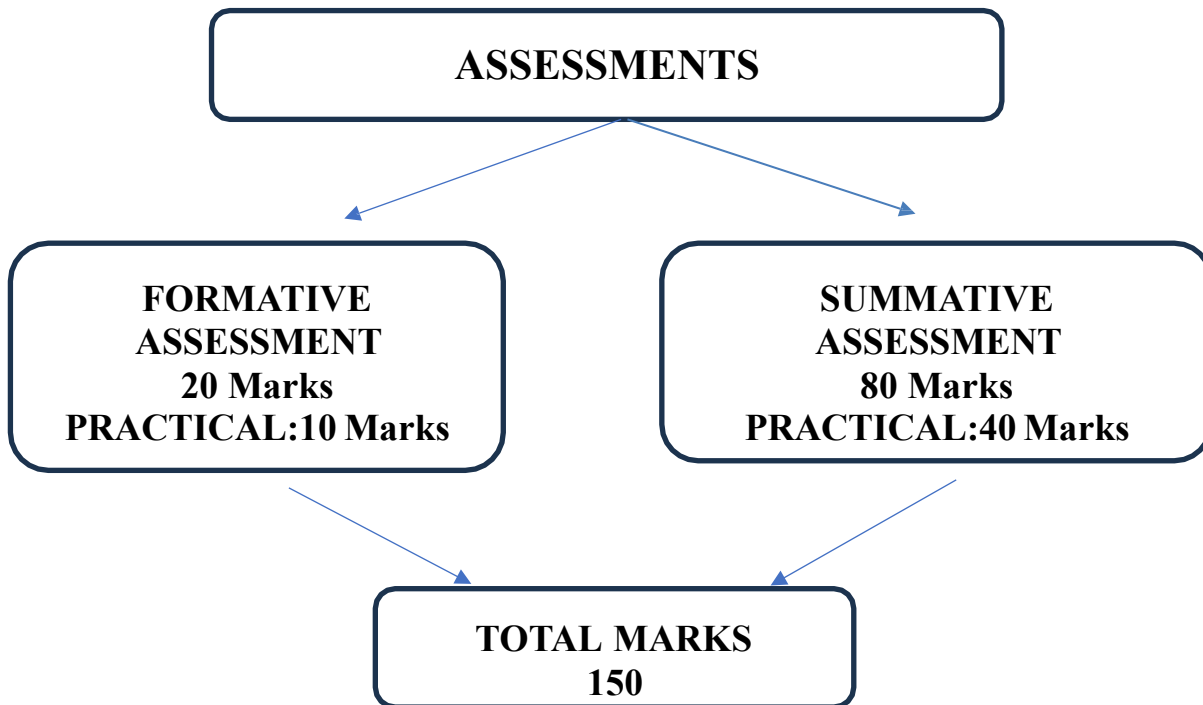 ASSESSMENTS
FORMATIVE
ASSESSMENT
20 Marks
PRACTICAL:10 Marks
SUMMATIVE
ASSESSMENT
80 Marks
PRACTICAL:40 Marks
TOTAL MARKS
150